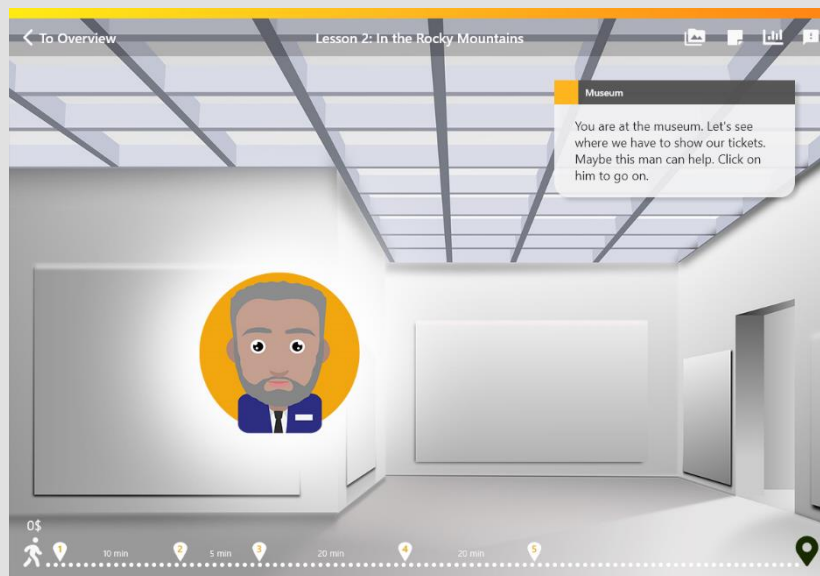 To Overview
Lesson 2: In the Rocky Mountains
Museum
You are at the museum. Let's see
where we have to show our tickets.
Maybe this man can help. Click on
him to go on.
0$
1
10 min
2
5 min
3
20 min
4
20 min
5